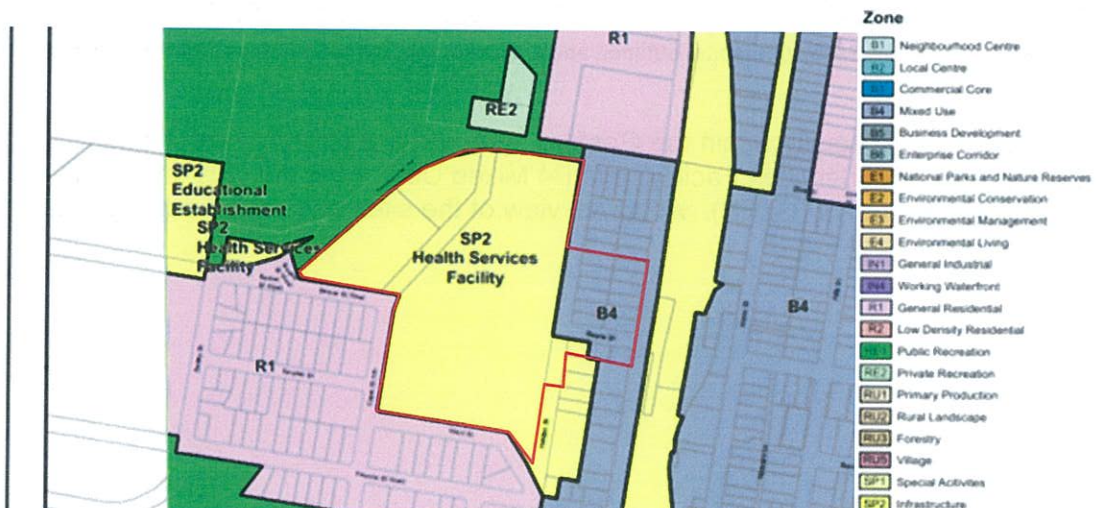 Zone
B1 Neighbourhood Centre
B2 Local Centre
B3 Commercial Core
B4 Mixed Use
B5 Business Development
B6 Enterprise Corridor
E1 National Parks and Nature Reserves
E2 Environmental Conservation
E3 Environmental Management
E4 Environmental Living
IN1 General Industrial
IN4 Working Waterfront
R1 General Residential
R2 Low Density Residential
RE1 Public Recreation
RE2 Private Recreation
RU1 Primary Production
RU2 Rural Landscape
RU3 Forestry
RU5 Village
SP1 Special Activities
SP2 Infrastructure
R1
RE2
SP2
Educational
Establishment
SP2
Health Services
Facility
SP2
Health Services
Facility
B4
B4
R1